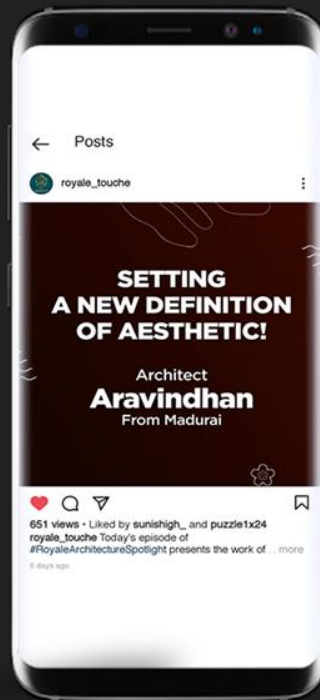 Posts
royale_touche
SETTING
A NEW DEFINITION
OF AESTHETIC!
Architect
Aravindhan
From Madurai
651 views • Liked by sunishigh_ and puzzle1x24
royale_touche Today's episode of
#RoyaleArchitectureSpotlight presents the work of... more
6 days ago